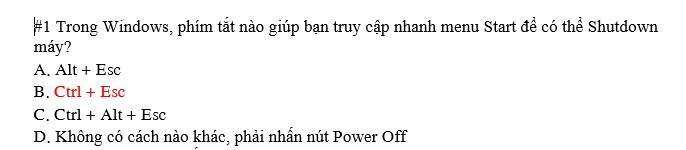 #1 Trong Windows, phím tắt nào giúp bạn truy cập nhanh menu Start để có thể Shutdown
máy?
A. Alt + Esc
B. Ctrl + Esc
C. Ctrl + Alt + Esc
D. Không có cách nào khác, phải nhấn nút Power Off